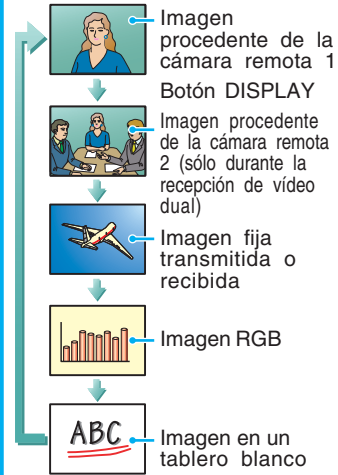 Imagen
procedente de la
cámara remota 1
Botón DISPLAY
Imagen procedente
de la cámara remota
2 (sólo durante la
recepción de vídeo
dual)
Imagen fija
transmitida o
recibida
Imagen RGB
ABC
Imagen en un
tablero blanco